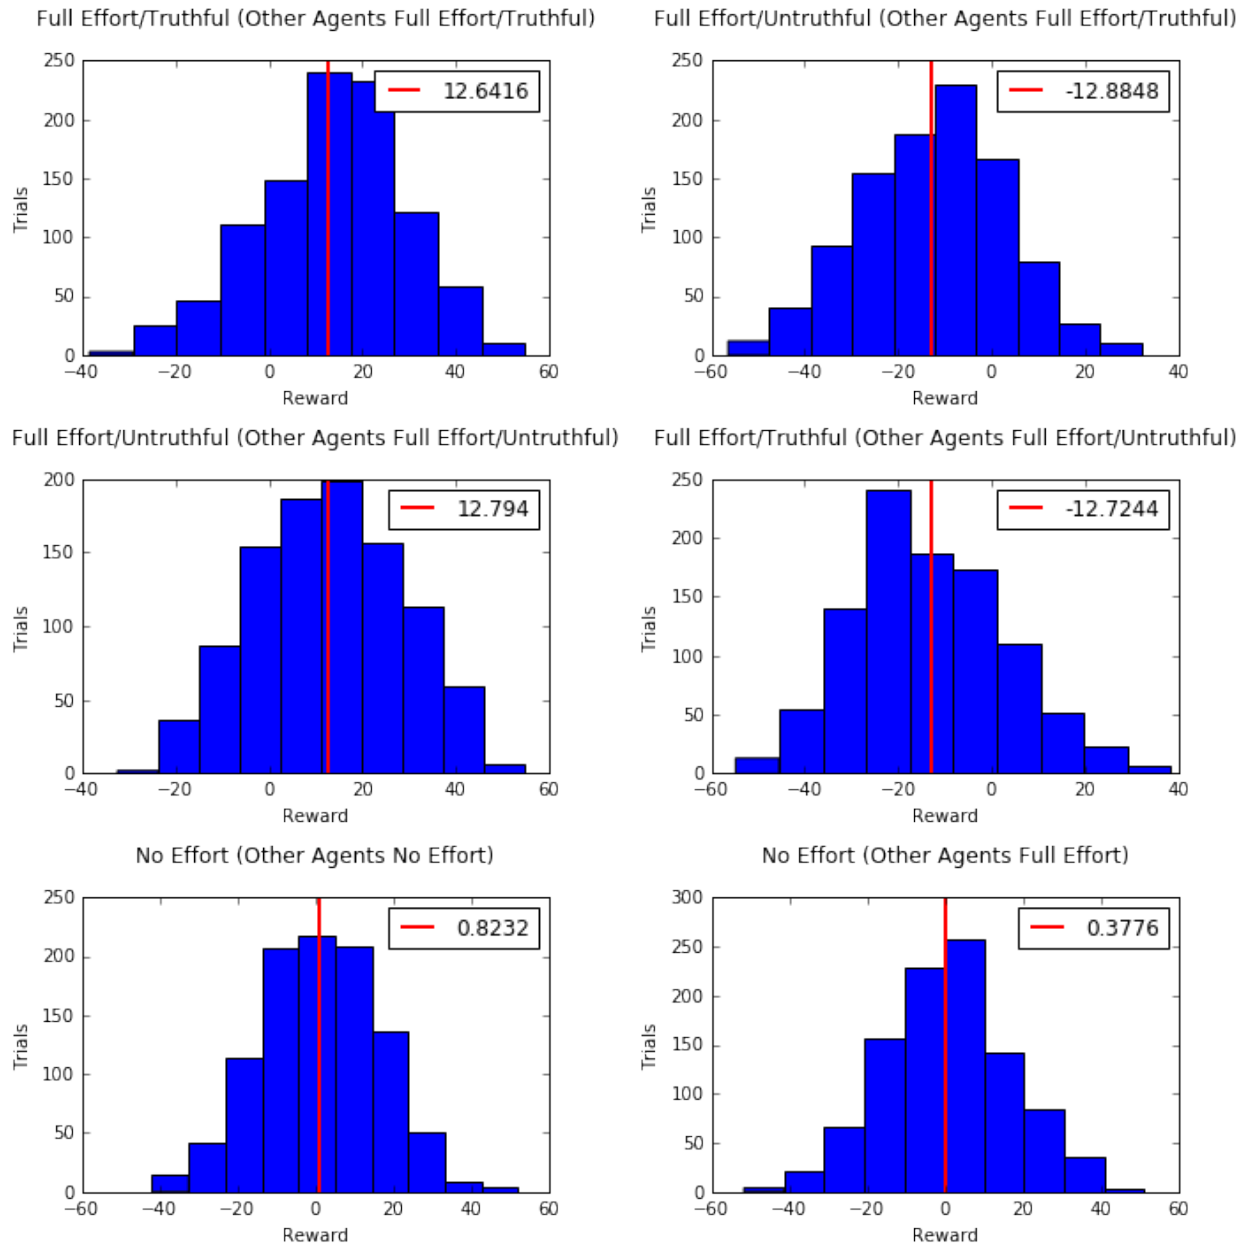 Full Effort/Truthful (Other Agents Full Effort/Truthful)
250
200
150
100
50
0
Trials
12.6416
−40 −20 0 20 40 60
Reward
Full Effort/Untruthful (Other Agents Full Effort/Truthful)
250
200
150
100
50
0
Trials
-12.8848
−60 −40 −20 0 20 40
Reward
Full Effort/Untruthful (Other Agents Full Effort/Untruthful)
200
150
100
50
0
Trials
12.794
−40 −20 0 20 40 60
Reward
Full Effort/Truthful (Other Agents Full Effort/Untruthful)
250
200
150
100
50
0
Trials
-12.7244
−60 −40 −20 0 20 40
Reward
No Effort (Other Agents No Effort)
250
200
150
100
50
0
Trials
0.8232
−60 −40 −20 0 20 40 60
Reward
No Effort (Other Agents Full Effort)
300
250
200
150
100
50
0
Trials
0.3776
−60 −40 −20 0 20 40 60
Reward